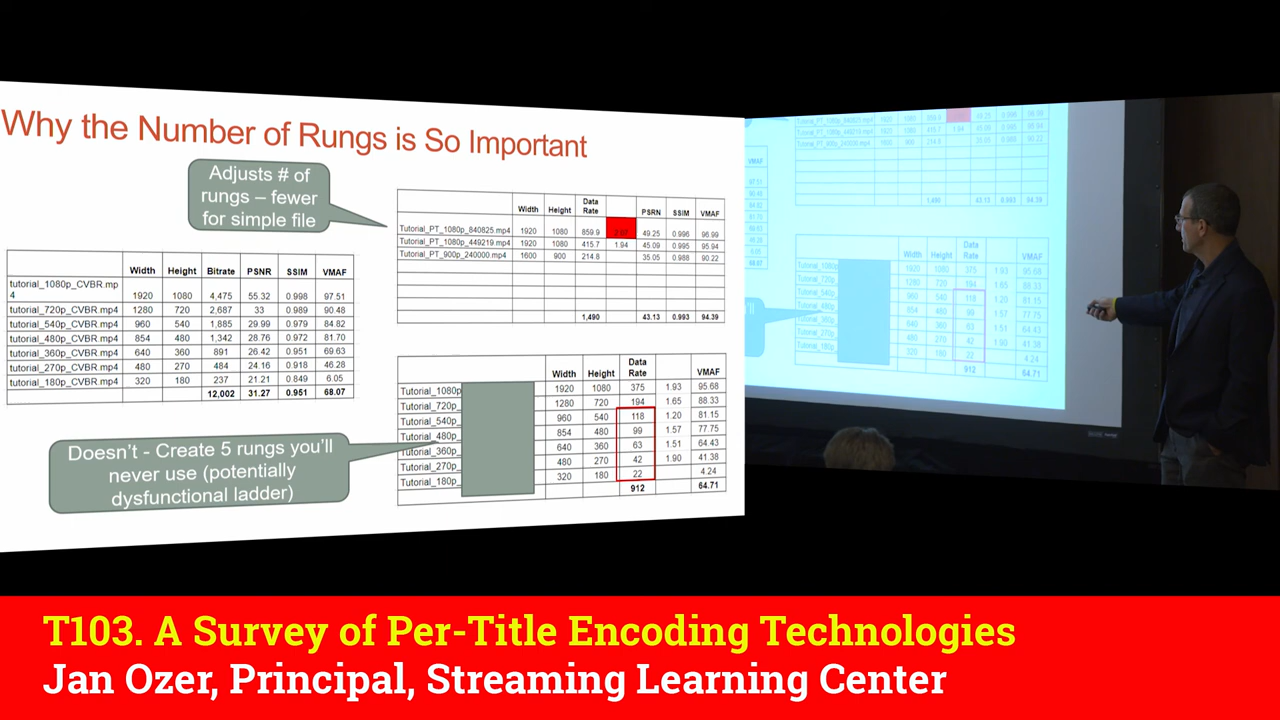 Why the Number of Rungs is So Important
Adjusts # of
rungs – fewer
for simple file
Width Height Data Rate PSRN SSIM VMAF
Tutorial_PT_1080p_840825.mp4 1920 1080 859.9 49.25 0.996 96.99
Tutorial_PT_1080p_449219.mp4 1920 1080 415.7 1.94 45.09 0.995 95.94
Tutorial_PT_900p_240000.mp4 1600 900 214.8 35.05 0.988 90.22
1,490 43.13 0.993 94.39
Width Height Bitrate PSNR SSIM VMAF
tutorial_1080p_CVBR.mp
4 1920 1080 4,475 55.32 0.998 97.51
tutorial_720p_CVBR.mp4 1280 720 2,687 33 0.989 90.48
tutorial_540p_CVBR.mp4 960 540 1,885 29.99 0.979 84.82
tutorial_480p_CVBR.mp4 854 480 1,342 28.76 0.972 81.70
tutorial_360p_CVBR.mp4 640 360 891 26.42 0.951 69.63
tutorial_270p_CVBR.mp4 480 270 484 24.16 0.918 46.28
tutorial_180p_CVBR.mp4 320 180 237 21.21 0.849 6.05
12,002 31.27 0.951 68.07
Width Height Data Rate VMAF
Tutorial_1080p 1920 1080 375 1.93 95.68
Tutorial_720p_ 1280 720 194 1.65 88.33
Tutorial_540p_ 960 540 118 1.20 81.15
Tutorial_480p_ 854 480 99 1.57 77.75
Tutorial_360p_ 640 360 63 1.51 64.43
Tutorial_270p_ 480 270 42 1.90 41.38
Tutorial_180p_ 320 180 22 4.24
912 64.71
Doesn't - Create 5 rungs you'll
never use (potentially
dysfunctional ladder)
T103. A Survey of Per-Title Encoding Technologies
Jan Ozer, Principal, Streaming Learning Center